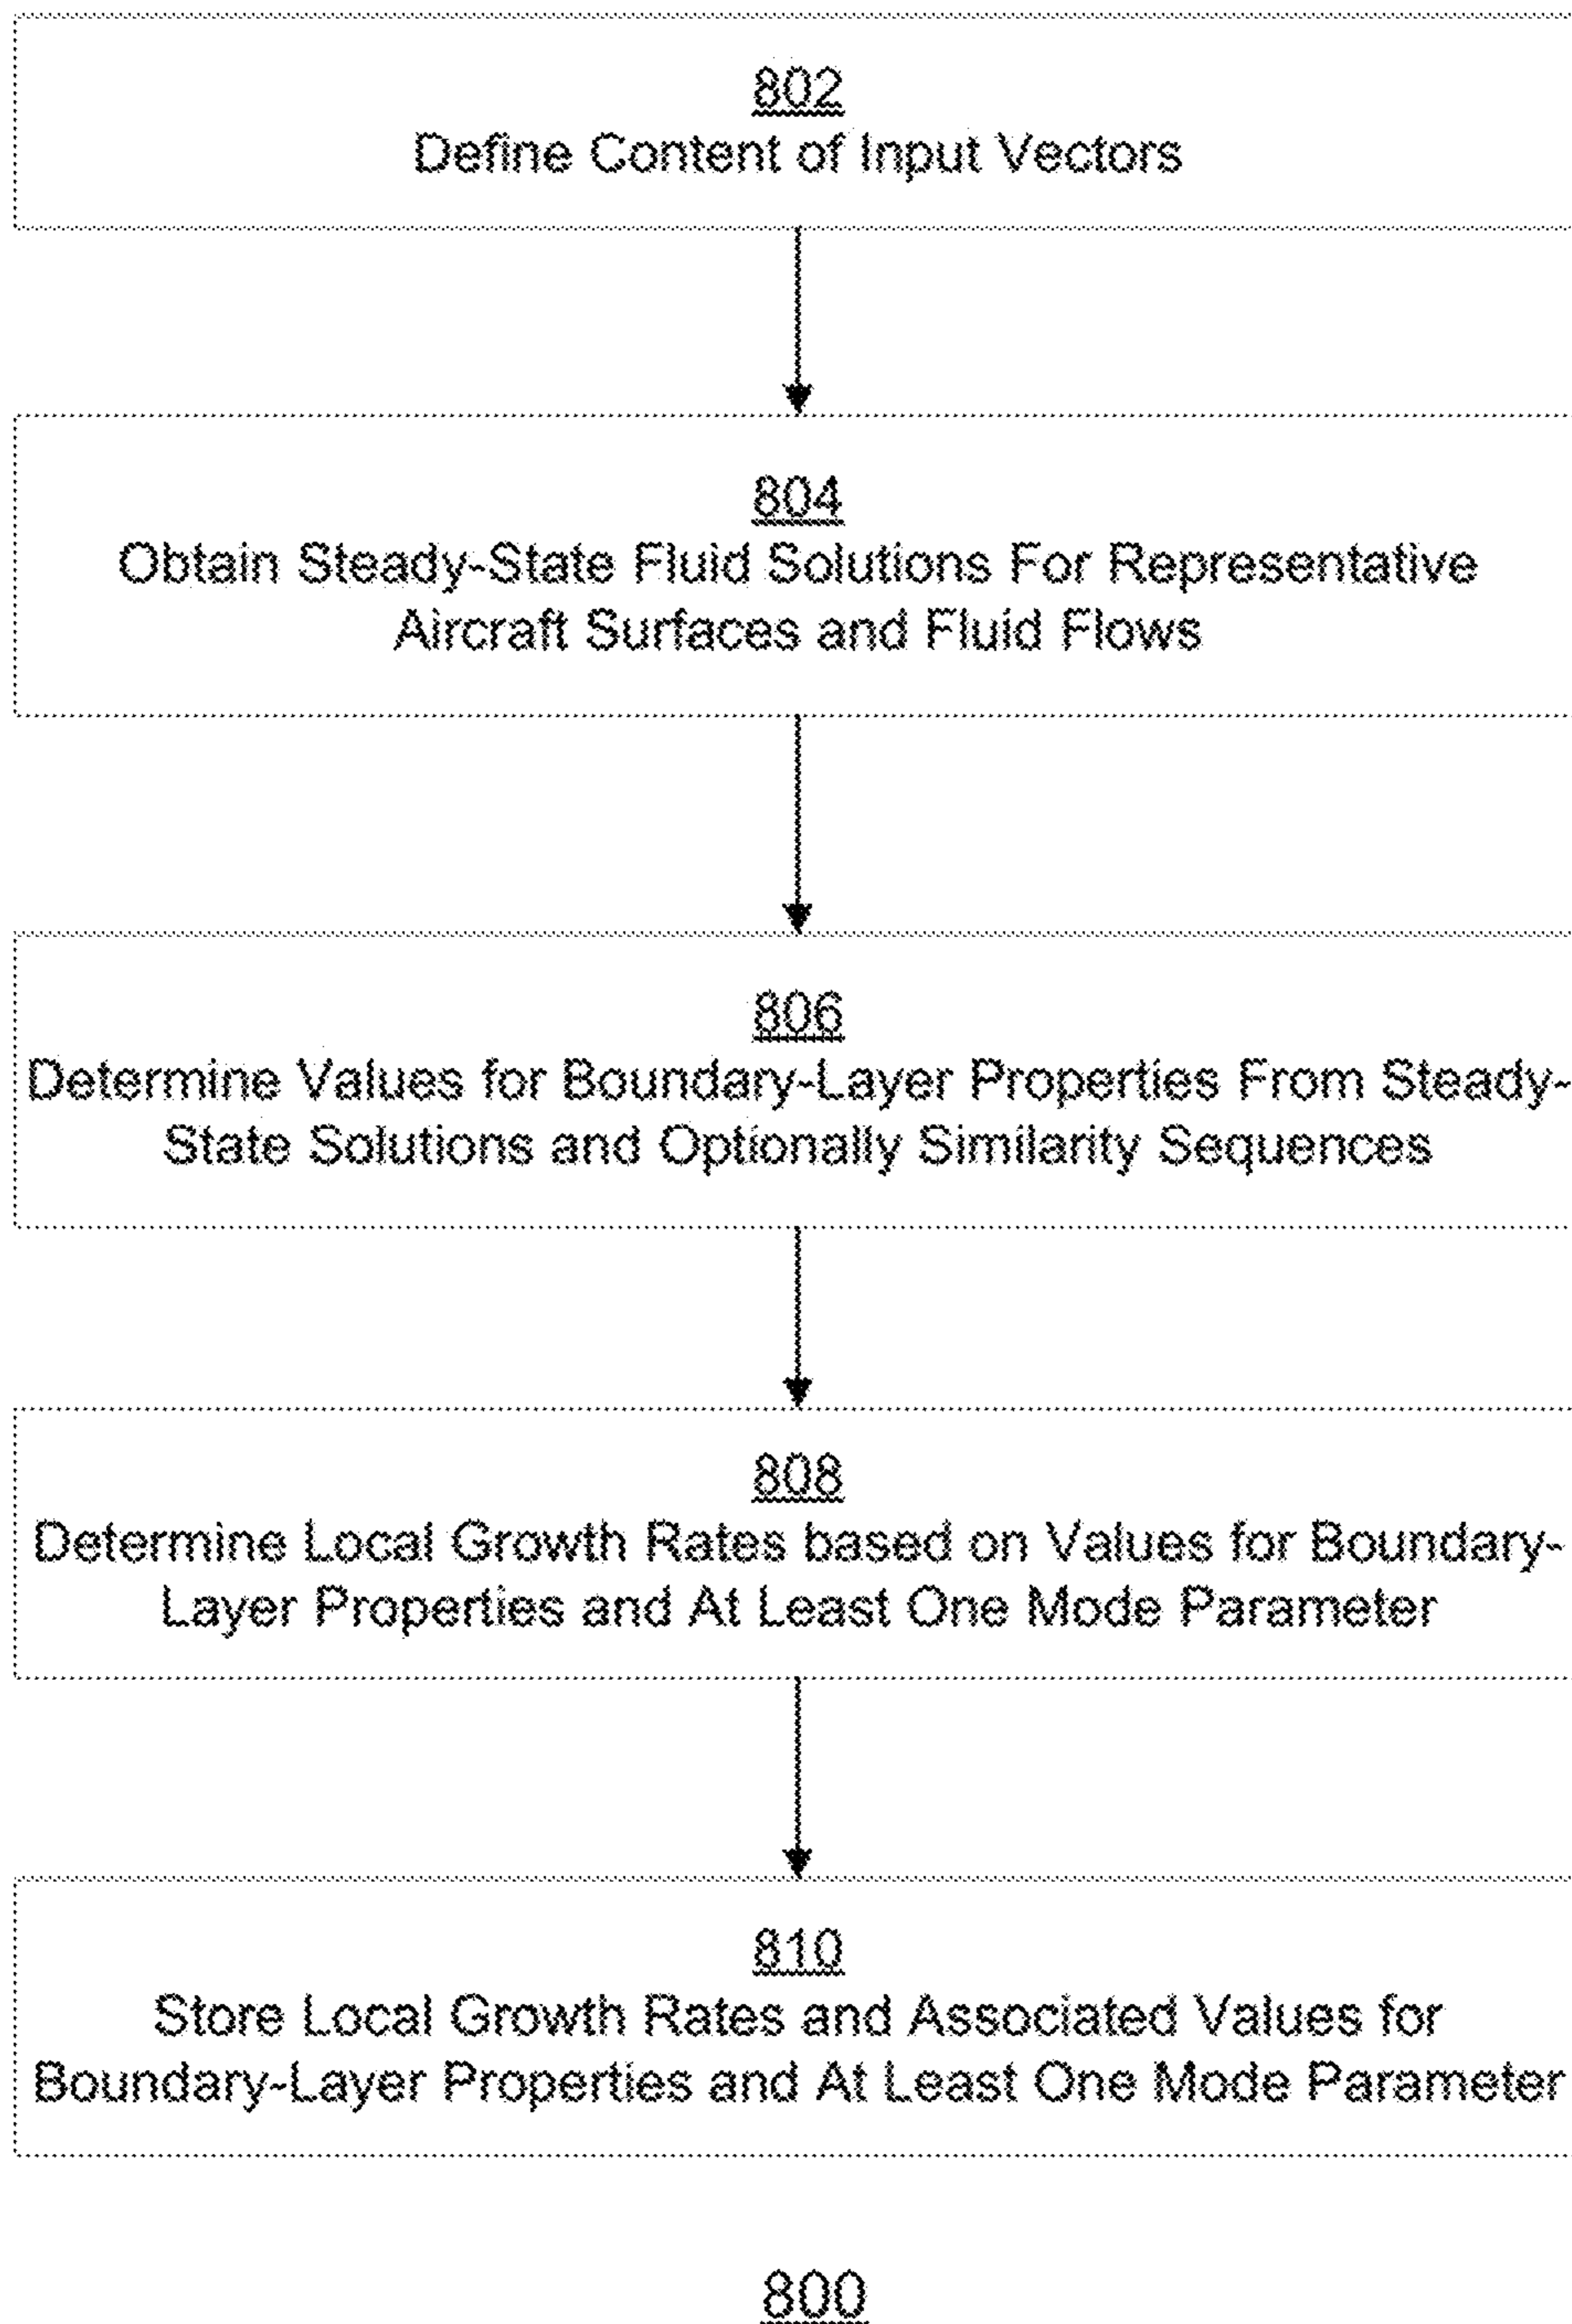 802
Define Content of Input Vectors
804
Obtain Steady-State Fluid Solutions For Representative
Aircraft Surfaces and Fluid Flows
806
Determine Values for Boundary-Layer Properties From Steady-
State Solutions and Optionally Similarity Sequences
808
Determine Local Growth Rates based on Values for Boundary-
Layer Properties and At Least One Mode Parameter
810
Store Local Growth Rates and Associated Values for
Boundary-Layer Properties and At Least One Mode Parameter
800